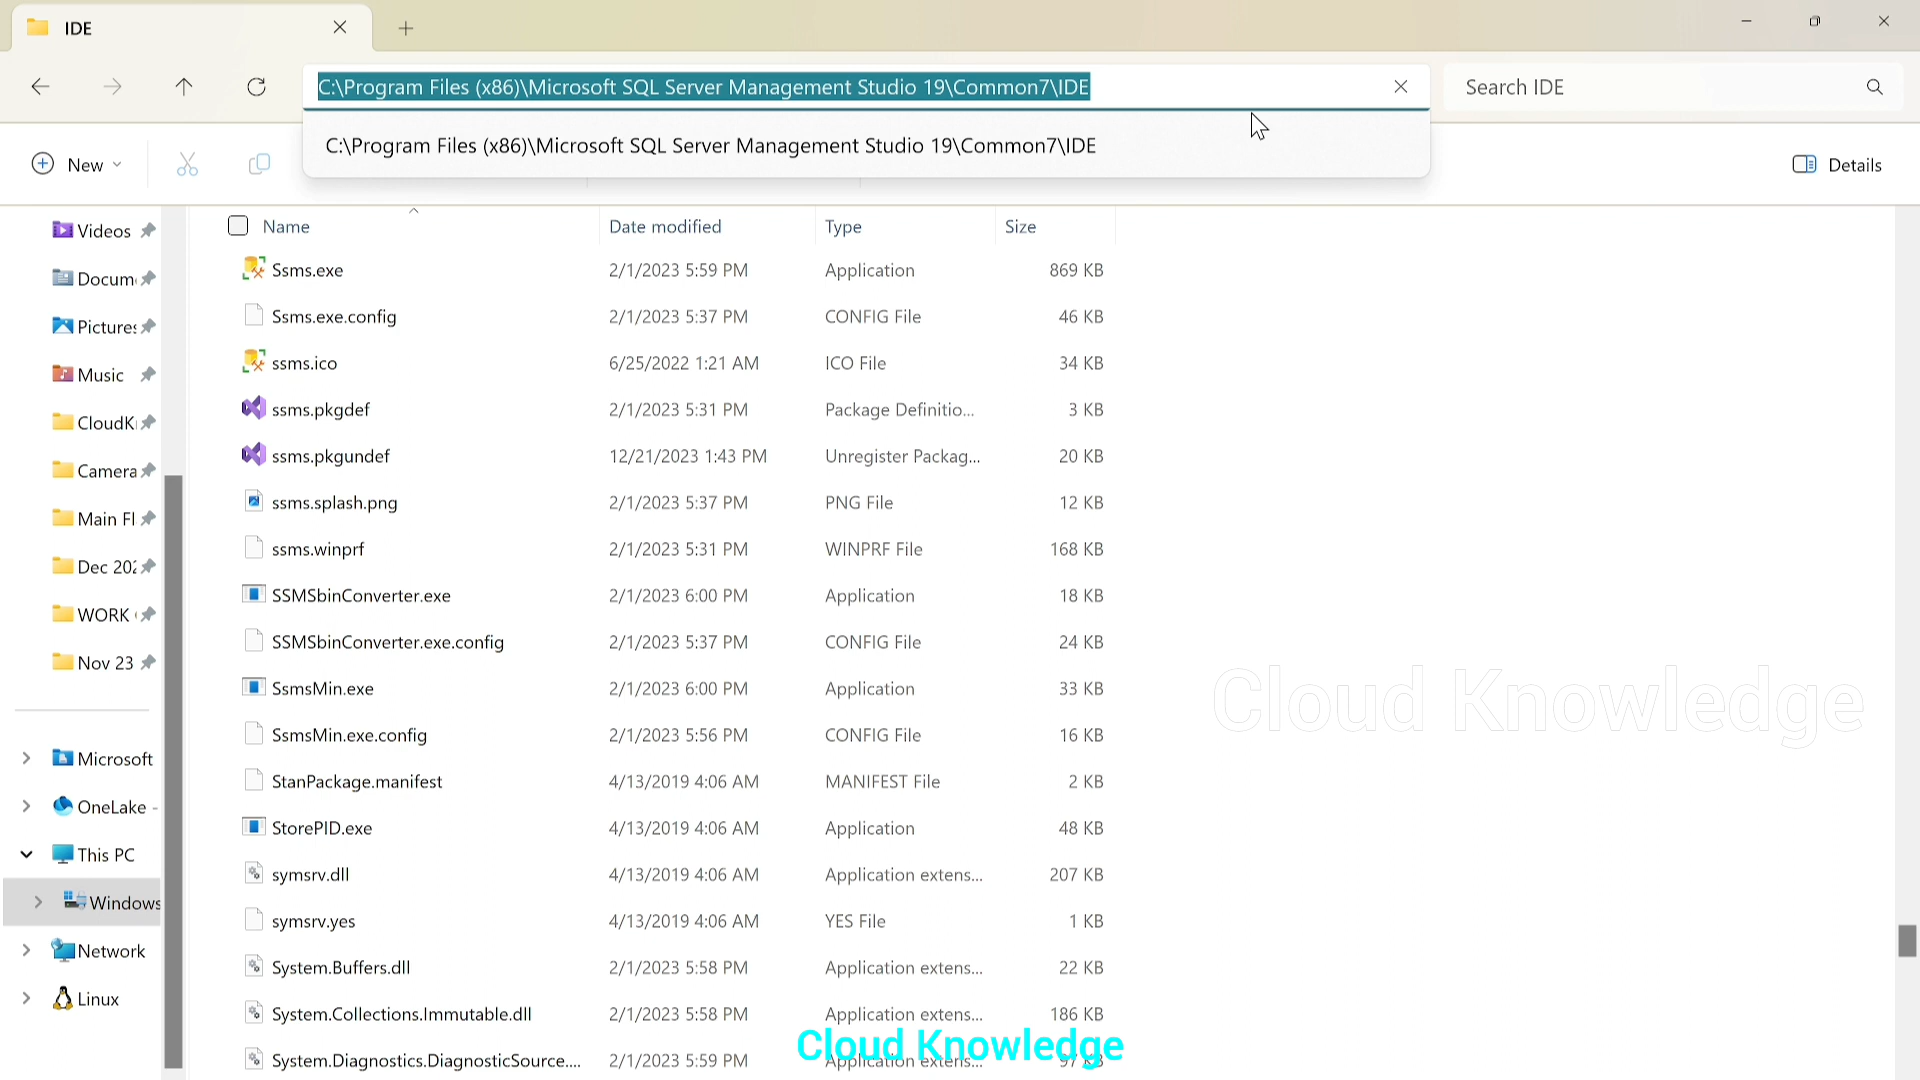 IDE
C:\Program Files (x86)\Microsoft SQL Server Management Studio 19\Common7\IDE
Search IDE
C:\Program Files (x86)\Microsoft SQL Server Management Studio 19\Common7\IDE
New
Details
Name Date modified Type Size
Videos
Docum
Pictures
Music
CloudK
Camera
Main Fl
Dec 202
WORK
Nov 23
Microsoft
OneLake -
This PC
Windows
Network
Linux
Ssms.exe 2/1/2023 5:59 PM Application 869 KB
Ssms.exe.config 2/1/2023 5:37 PM CONFIG File 46 KB
ssms.ico 6/25/2022 1:21 AM ICO File 34 KB
ssms.pkgdef 2/1/2023 5:31 PM Package Definitio... 3 KB
ssms.pkgundef 12/21/2023 1:43 PM Unregister Packag... 20 KB
ssms.splash.png 2/1/2023 5:37 PM PNG File 12 KB
ssms.winprf 2/1/2023 5:31 PM WINPRF File 168 KB
SSMSbinConverter.exe 2/1/2023 6:00 PM Application 18 KB
SSMSbinConverter.exe.config 2/1/2023 5:37 PM CONFIG File 24 KB
SsmsMin.exe 2/1/2023 6:00 PM Application 33 KB
SsmsMin.exe.config 2/1/2023 5:56 PM CONFIG File 16 KB
StanPackage.manifest 4/13/2019 4:06 AM MANIFEST File 2 KB
StorePID.exe 4/13/2019 4:06 AM Application 48 KB
symsrv.dll 4/13/2019 4:06 AM Application extens... 207 KB
symsrv.yes 4/13/2019 4:06 AM YES File 1 KB
System.Buffers.dll 2/1/2023 5:58 PM Application extens... 22 KB
System.Collections.Immutable.dll 2/1/2023 5:58 PM Application extens... 186 KB
System.Diagnostics.DiagnosticSource.... 2/1/2023 5:59 PM Application extens... 97 KB
Cloud Knowledge
Cloud Knowledge